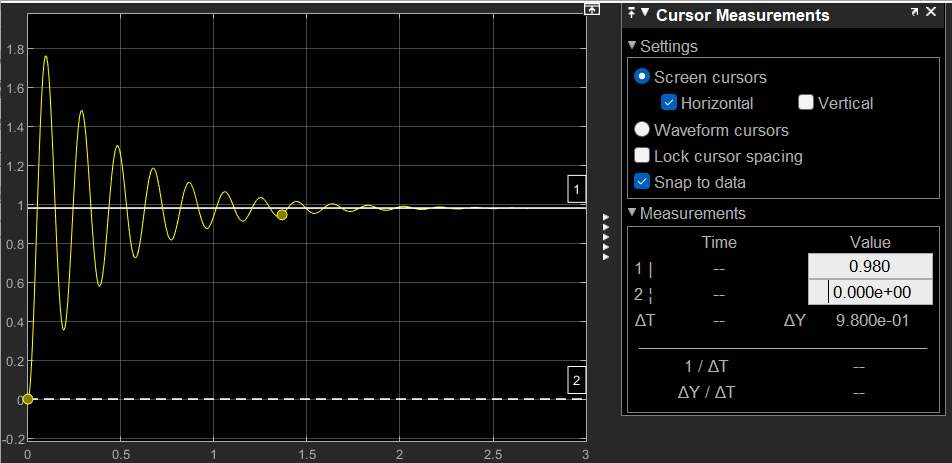 Cursor Measurements
Settings
Screen cursors
Horizontal Vertical
Waveform cursors
Lock cursor spacing
Snap to data
Measurements
Time Value
1 | -- 0.980
2 ¦ -- 0.000e+00
ΔT -- ΔY 9.800e-01
1 / ΔT --
ΔY / ΔT --
1.8
1.6
1.4
1.2
1
0.8
0.6
0.4
0.2
0
-0.2
1
2
0 0.5 1 1.5 2 2.5 3